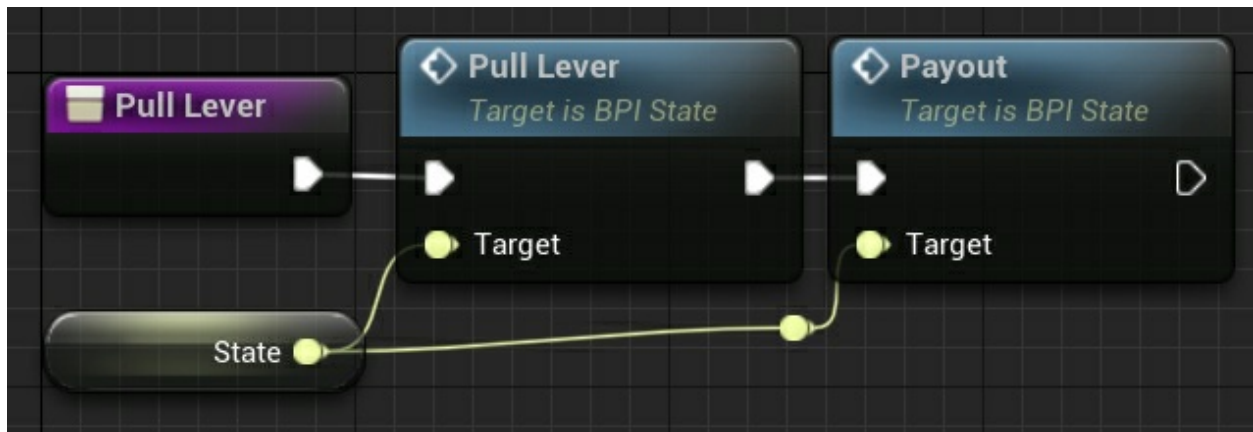 Pull Lever
Pull Lever
Target is BPI State
Target
Payout
Target is BPI State
Target
State